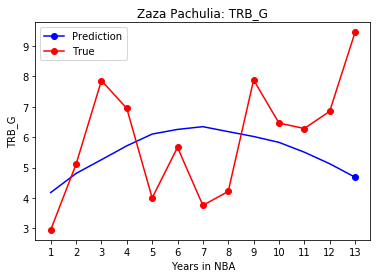 Zaza Pachulia: TRB_G
Prediction
True
9
8
7
6
5
4
3
TRB_G
1 2 3 4 5 6 7 8 9 10 11 12 13
Years in NBA